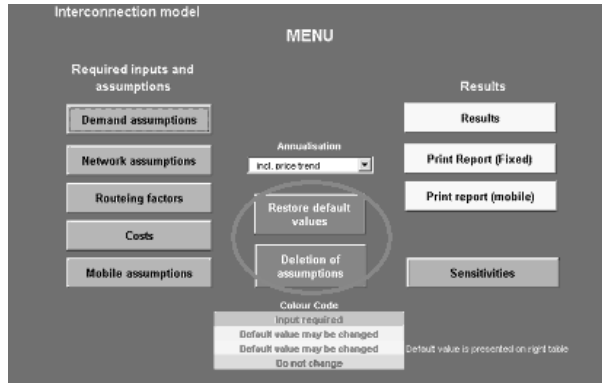 Interconnection model
MENU
Required inputs and
assumptions
Demand assumptions
Network assumptions
Routeing factors
Costs
Mobile assumptions
Annualisation
incl. price trend
Restore default
values
Deletion of
assumptions
Colour Code
Input required
Default value may be changed
Default value may be changed
Do not change
Results
Results
Print Report (Fixed)
Print report (mobile)
Sensitivities
Default value is presented on right table